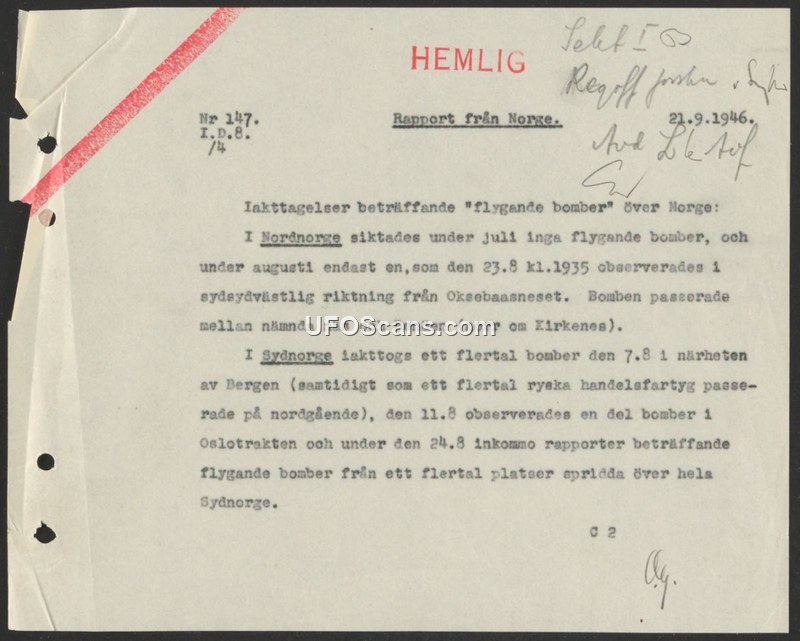 HEMLIG
Nr 147. Rapport från Norge. 21.9.1946.
I.D.8.
/4
Iakttagelser beträffande "flygande bomber" över Norge:
I Nordnorge siktades under juli inga flygande bomber, och
under augusti endast en,som den 23.8 kl.1935 observerades i
sydsydvästlig riktning från Oksebaasneset. Bomben passerade
mellan om Kirkenes).
UFOScans.com
I Sydnorge iakttogs ett flertal bomber den 7.8 i närheten
av Bergen (samtidigt som ett flertal ryska handelsfartyg passe-
rade på nordgående), den 11.8 observerades en del bomber i
Oslotrakten och under den 24.8 inkommo rapporter beträffande
flygande bomber från ett flertal platser spridda över hela
Sydnorge.
C 2